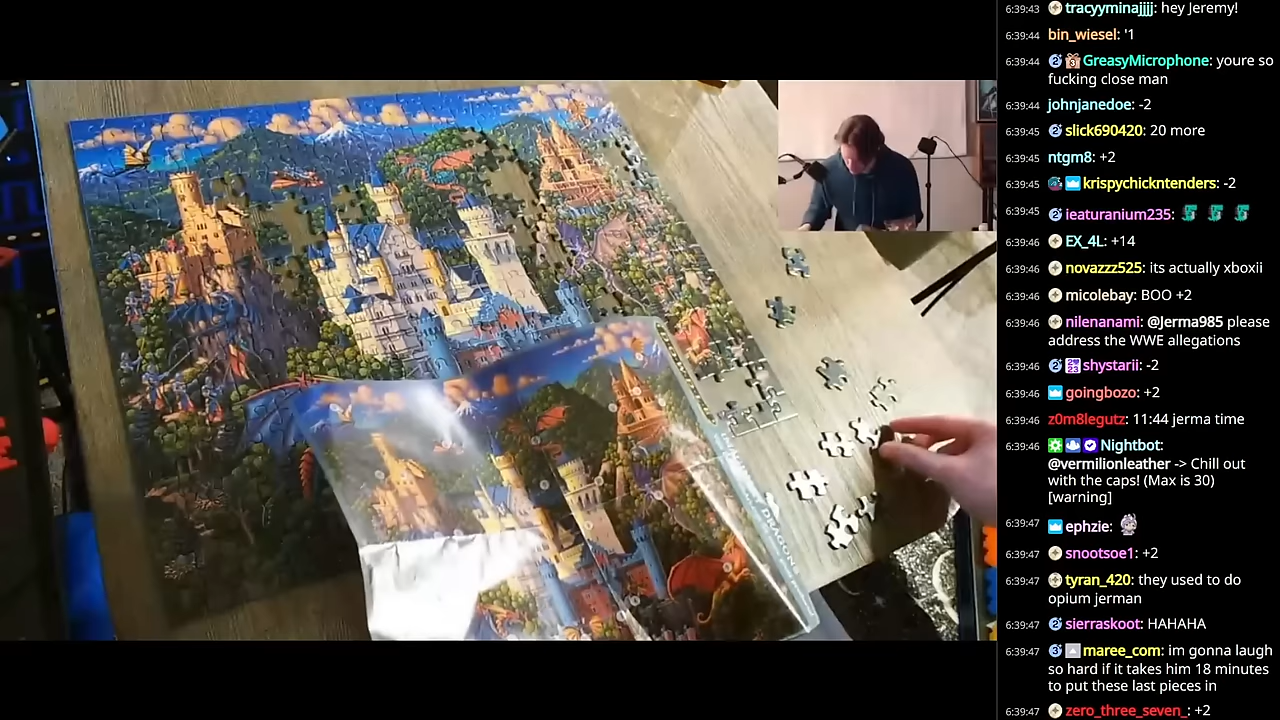 6:39:43 tracyyminajjjj: hey Jeremy!
6:39:44 bin_wiesel: '1
6:39:44 GreasyMicrophone: youre so
fucking close man
6:39:44 johnjanedoe: -2
6:39:45 slick690420: 20 more
6:39:45 ntgm8: +2
6:39:45 krispychickntenders: -2
6:39:45 ieaturanium235:
6:39:46 EX_4L: +14
6:39:46 novazzz525: its actually xboxii
6:39:46 micolebay: BOO +2
6:39:46 nilenanami: @Jerma985 please
address the WWE allegations
6:39:46 shystarii: -2
6:39:46 goingbozo: +2
6:39:46 z0m8legutz: 11:44 jerma time
6:39:46 Nightbot:
@vermilionleather -> Chill out
with the caps! (Max is 30)
[warning]
6:39:47 ephzie:
6:39:47 snootsoe1: +2
6:39:47 tyran_420: they used to do
opium jerman
6:39:47 sierraskoot: HAHAHA
6:39:47 maree_com: im gonna laugh
so hard if it takes him 18 minutes
to put these last pieces in
6:39:47 zero_three_seven_: +2
DRAGON